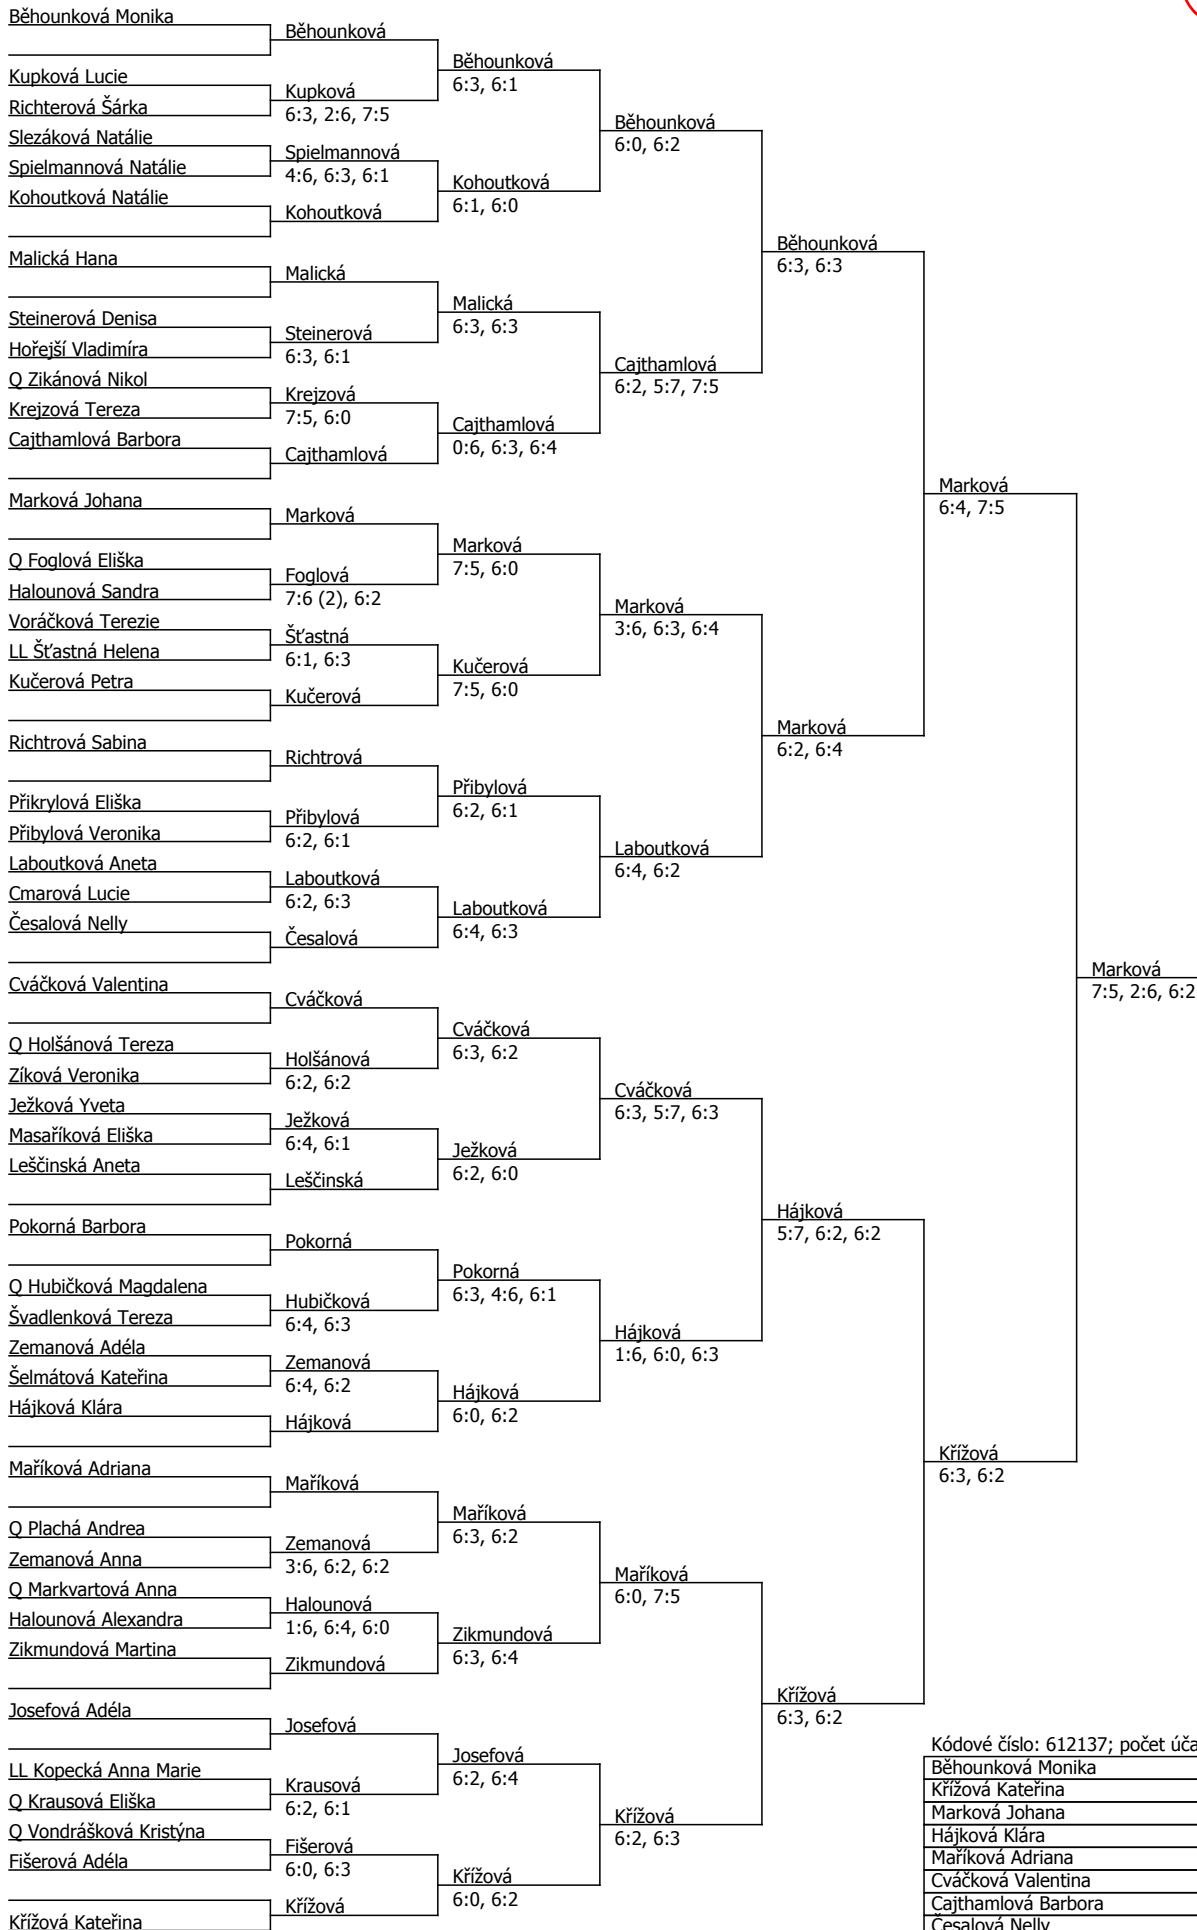 Běhounková Monika
Kupková Lucie
Richterová Šárka
Slezáková Natálie
Spielmannová Natálie
Kohoutková Natálie
Malická Hana
Steinerová Denisa
Hořejší Vladimíra
Q Zikánová Nikol
Krejzová Tereza
Cajthamlová Barbora
Marková Johana
Q Foglová Eliška
Halounová Sandra
Voráčková Terezie
LL Šťastná Helena
Kučerová Petra
Richtrová Sabina
Přikrylová Eliška
Přibylová Veronika
Laboutková Aneta
Cmarová Lucie
Česalová Nelly
Cváčková Valentina
Q Holšánová Tereza
Zíková Veronika
Ježková Yveta
Masaříková Eliška
Leščinská Aneta
Pokorná Barbora
Q Hubičková Magdalena
Švadlenková Tereza
Zemanová Adéla
Šelmátová Kateřina
Hájková Klára
Maříková Adriana
Q Plachá Andrea
Zemanová Anna
Q Markvartová Anna
Halounová Alexandra
Zikmundová Martina
Josefová Adéla
LL Kopecká Anna Marie
Q Krausová Eliška
Q Vondrášková Kristýna
Fišerová Adéla
Křížová Kateřina
Běhounková
Kupková
6:3, 2:6, 7:5
Spielmannová
4:6, 6:3, 6:1
Kohoutková
Malická
Steinerová
6:3, 6:1
Krejzová
7:5, 6:0
Cajthamlová
Marková
Foglová
7:6 (2), 6:2
Šťastná
6:1, 6:3
Kučerová
Richtrová
Přibylová
6:2, 6:1
Laboutková
6:2, 6:3
Česalová
Cváčková
Holšánová
6:2, 6:2
Ježková
6:4, 6:1
Leščinská
Pokorná
Hubičková
6:4, 6:3
Zemanová
6:4, 6:2
Hájková
Maříková
Zemanová
3:6, 6:2, 6:2
Halounová
1:6, 6:4, 6:0
Zikmundová
Josefová
Krausová
6:2, 6:1
Fišerová
6:0, 6:3
Křížová
Běhounková
6:3, 6:1
Kohoutková
6:1, 6:0
Malická
6:3, 6:3
Cajthamlová
0:6, 6:3, 6:4
Marková
7:5, 6:0
Kučerová
7:5, 6:0
Přibylová
6:2, 6:1
Laboutková
6:4, 6:3
Cváčková
6:3, 6:2
Ježková
6:2, 6:0
Pokorná
6:3, 4:6, 6:1
Hájková
6:0, 6:2
Maříková
6:3, 6:2
Zikmundová
6:3, 6:4
Josefová
6:2, 6:4
Křížová
6:0, 6:2
Běhounková
6:0, 6:2
Cajthamlová
6:2, 5:7, 7:5
Marková
3:6, 6:3, 6:4
Laboutková
6:4, 6:2
Cváčková
6:3, 5:7, 6:3
Hájková
1:6, 6:0, 6:3
Maříková
6:0, 7:5
Křížová
6:2, 6:3
Běhounková
6:3, 6:3
Marková
6:2, 6:4
Hájková
5:7, 6:2, 6:2
Křížová
6:3, 6:2
Marková
6:4, 7:5
Křížová
6:3, 6:2
Marková
7:5, 2:6, 6:2
Kódové číslo: 612137; počet úča
Běhounková Monika
Křížová Kateřina
Marková Johana
Hájková Klára
Maříková Adriana
Cváčková Valentina
Cajthamlová Barbora
Česalová Nelly